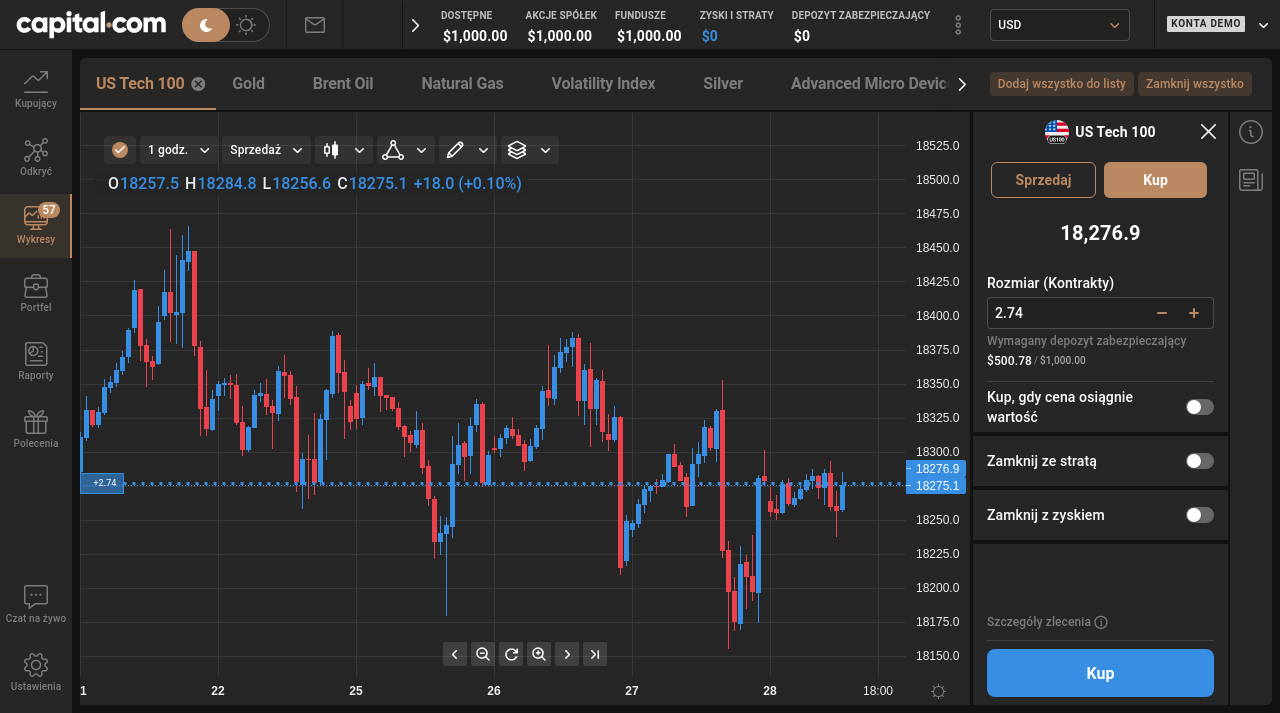 capital.com
DOSTĘPNE
$1,000.00
AKCJE SPÓŁEK
$1,000.00
FUNDUSZE
$1,000.00
ZYSKI I STRATY
$0
DEPOZYT ZABEZPIECZAJĄCY
$0
USD
KONTA DEMO
Kupujący
Odkryć
57
Wykresy
Portfel
Raporty
Polecenia
Czat na żywo
Ustawienia
US Tech 100
Gold
Brent Oil
Natural Gas
Volatility Index
Silver
Advanced Micro Devic
Dodaj wszystko do listy
Zamknij wszystko
1 godz.
Sprzedaż
O18257.5 H18284.8 L18256.6 C18275.1 +18.0 (+0.10%)
18525.0
18500.0
18475.0
18450.0
18425.0
18400.0
18375.0
18350.0
18325.0
18300.0
18276.9
18275.1
18250.0
18225.0
18200.0
18175.0
18150.0
+2.74
1
22
25
26
27
28
18:00
US100
US Tech 100
Sprzedaj
Kup
18,276.9
Rozmiar (Kontrakty)
2.74
Wymagany depozyt zabezpieczający
$500.78 / $1,000.00
Kup, gdy cena osiągnie
wartość
Zamknij ze stratą
Zamknij z zyskiem
Szczegóły zlecenia
Kup